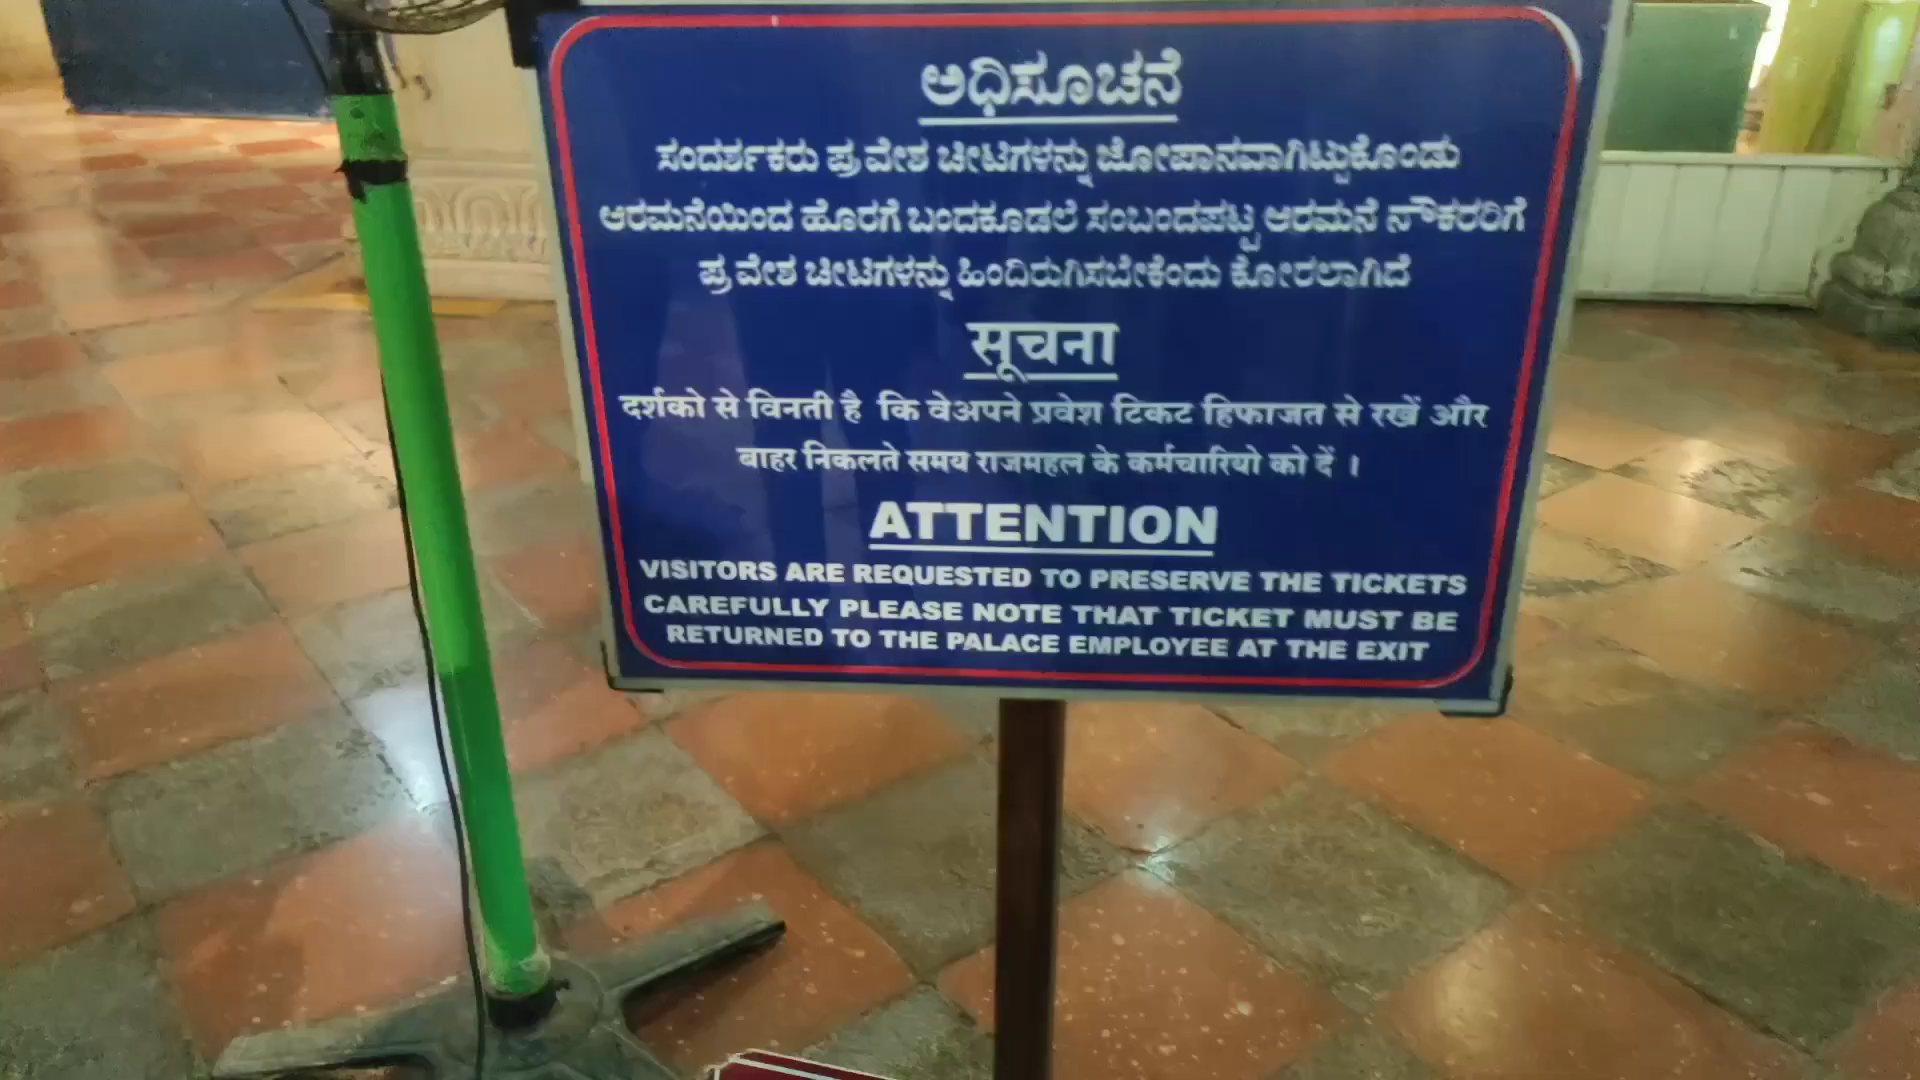 ಅಧಿಸೂಚನೆ
ಸಂದರ್ಶಕರು ಪ್ರವೇಶ ಚೀಟಿಗಳನ್ನು ಜೋಪಾನವಾಗಿಟ್ಟುಕೊಂಡು
ಅರಮನೆಯಿಂದ ಹೊರಗೆ ಬಂದಕೂಡಲೆ ಸಂಬಂದಪಟ್ಟ ಅರಮನೆ ನೌಕರರಿಗೆ
ಪ್ರವೇಶ ಚೀಟಿಗಳನ್ನು ಹಿಂದಿರುಗಿಸಬೇಕೆಂದು ಕೋರಲಾಗಿದೆ
सूचना
दर्शको से विनती है कि वेअपने प्रवेश टिकट हिफाजत से रखें और
बाहर निकलते समय राजमहल के कर्मचारियो को दें ।
ATTENTION
VISITORS ARE REQUESTED TO PRESERVE THE TICKETS
CAREFULLY PLEASE NOTE THAT TICKET MUST BE
RETURNED TO THE PALACE EMPLOYEE AT THE EXIT